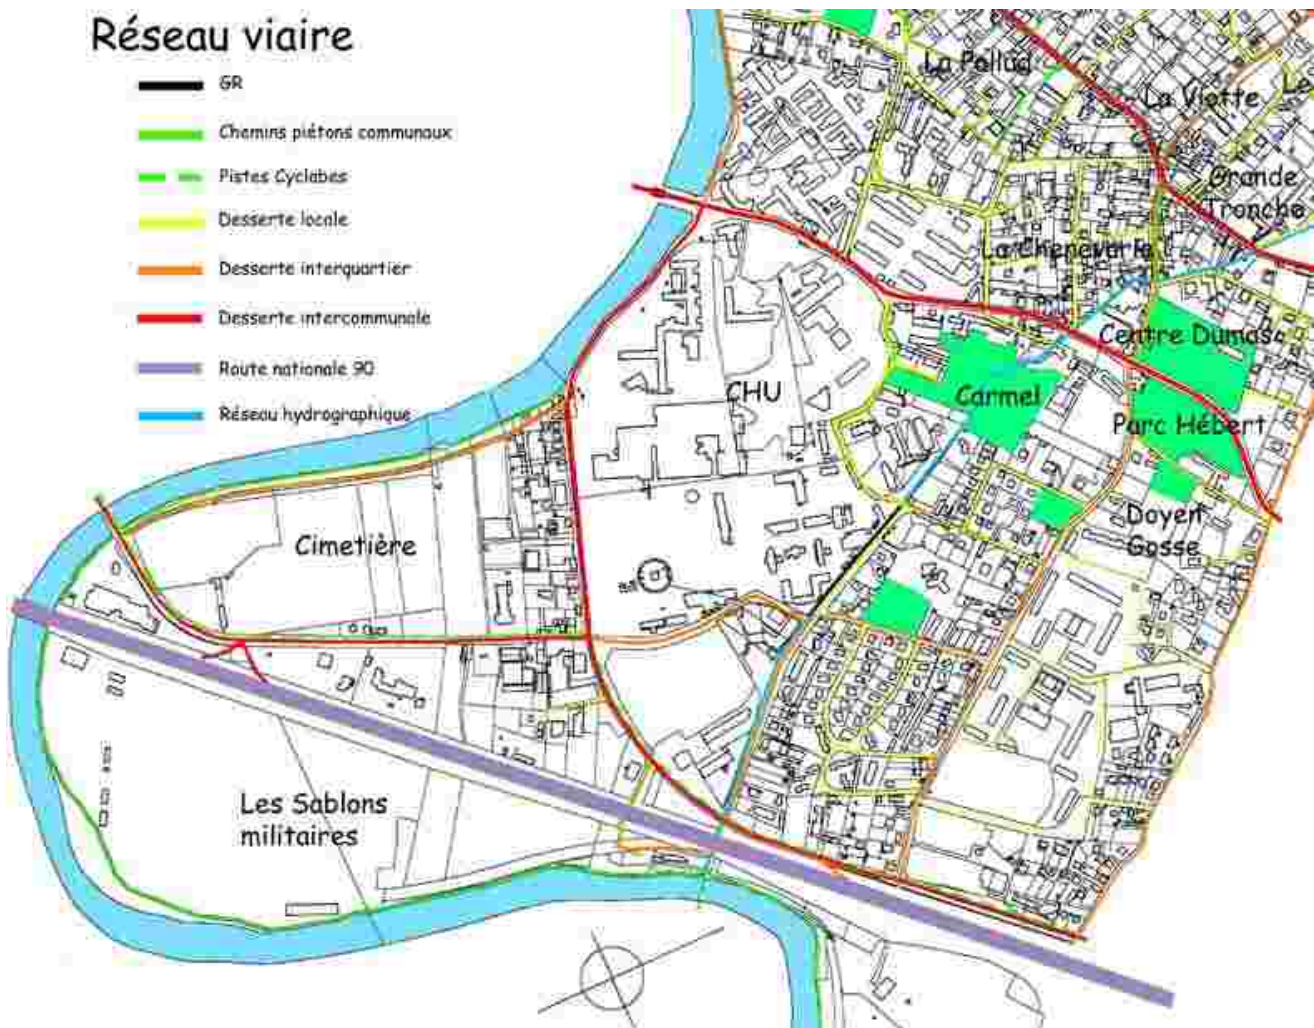 Réseau viaire
GR
Chemins piétons communaux
Pistes Cyclabes
Desserte locale
Desserte interquartier
Desserte intercommunale
Route nationale 90
Réseau hydrographique
La Pallud
La Viotte
Grande
Tronche
La Cheneverie
Centre Dumas
CHU
Carmel
Parc Hébert
Cimetière
Doyen
Gosse
Les Sablons
militaires